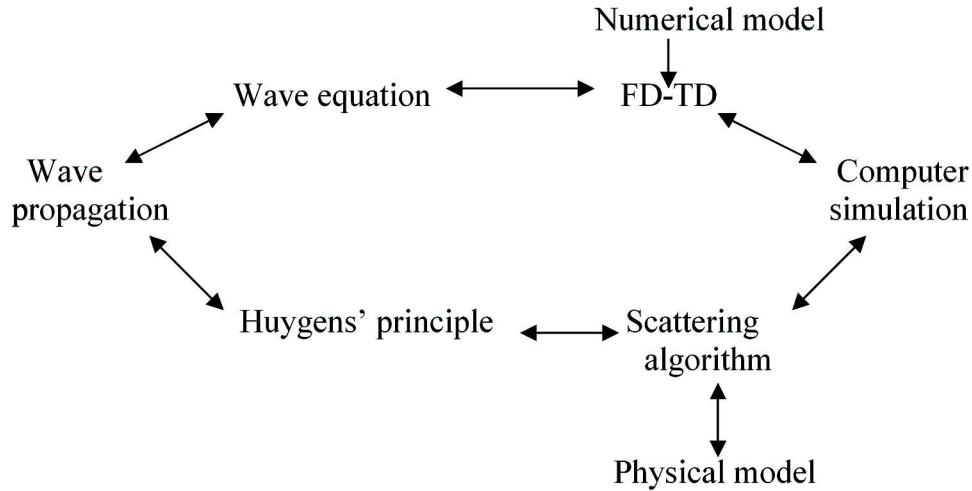 Numerical model
Wave equation
FD-TD
Wave
propagation
Computer
simulation
Huygens’ principle
Scattering
algorithm
Physical model